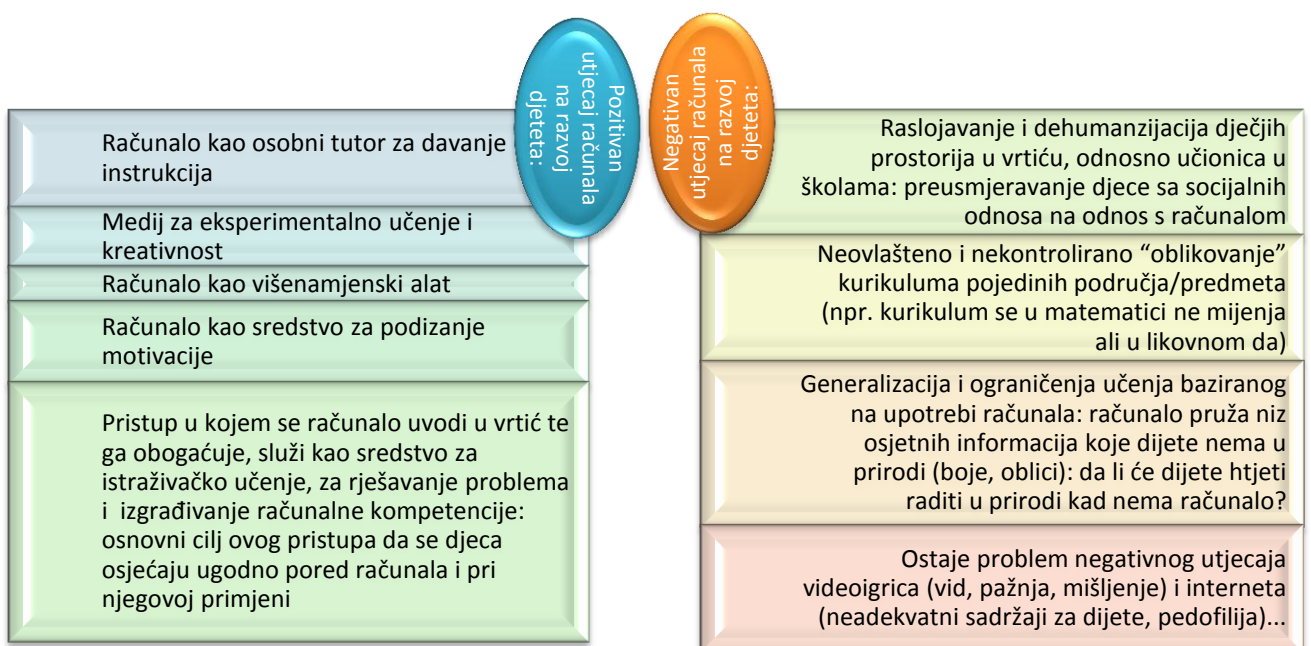 Pozitivan
utjecaj računala
na razvoj
djeteta:
Računalo kao osobni tutor za davanje
instrukcija
Medij za eksperimentalno učenje i
kreativnost
Računalo kao višenamjenski alat
Računalo kao sredstvo za podizanje
motivacije
Pristup u kojem se računalo uvodi u vrtić te
ga obogaćuje, služi kao sredstvo za
istraživačko učenje, za rješavanje problema
i izgrađivanje računalne kompetencije:
osnovni cilj ovog pristupa da se djeca
osjećaju ugodno pored računala i pri
njegovoj primjeni
Negativan
utjecaj računala
na razvoj
djeteta:
Raslojavanje i dehumanzijacija dječjih
prostorija u vrtiću, odnosno učionica u
školama: preusmjeravanje djece sa socijalnih
odnosa na odnos s računalom
Neovlašteno i nekontrolirano “oblikovanje”
kurikuluma pojedinih područja/predmeta
(npr. kurikulum se u matematici ne mijenja
ali u likovnom da)
Generalizacija i ograničenja učenja baziranog
na upotrebi računala: računalo pruža niz
osjetnih informacija koje dijete nema u
prirodi (boje, oblici): da li će dijete htjeti
raditi u prirodi kad nema računalo?
Ostaje problem negativnog utjecaja
videoigrica (vid, pažnja, mišljenje) i interneta
(neadekvatni sadržaji za dijete, pedofilija)...